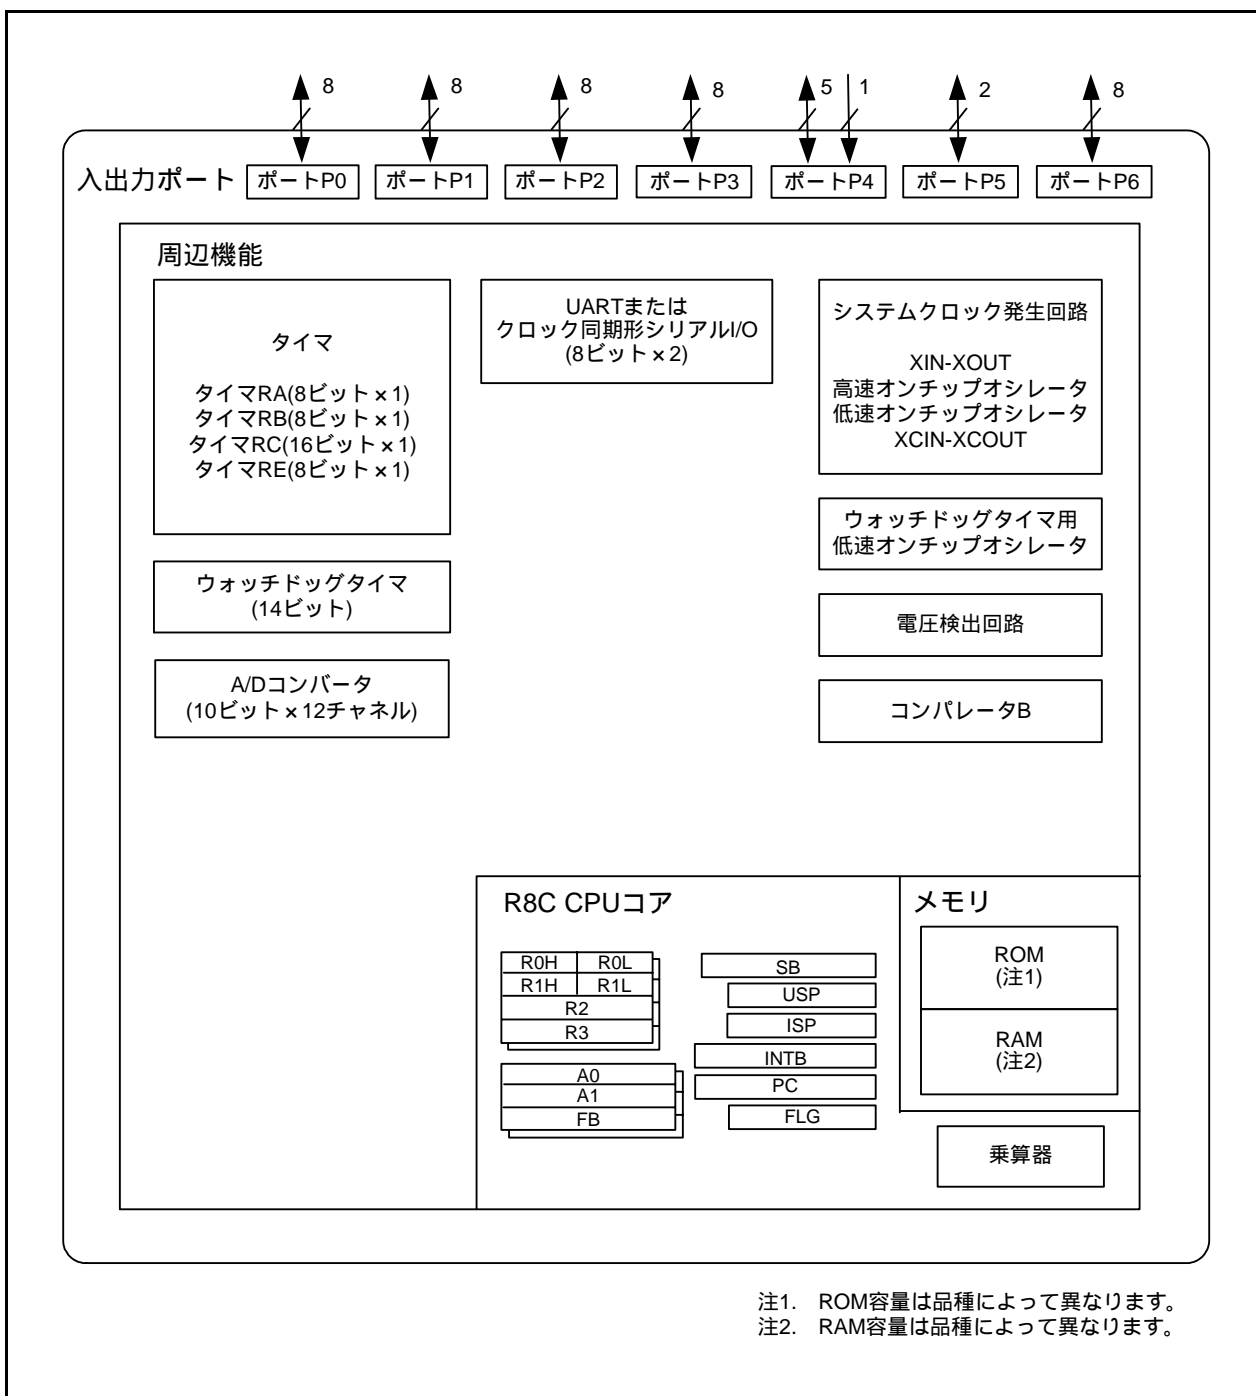 8 8 8 8 5 1 2 8
入出力ポート ポートP0 ポートP1 ポートP2 ポートP3 ポートP4 ポートP5 ポートP6
周辺機能
タイマ
タイマRA(8ビット×1)
タイマRB(8ビット×1)
タイマRC(16ビット×1)
タイマRE(8ビット×1)
ウォッチドッグタイマ
(14ビット)
A/Dコンバータ
(10ビット×12チャネル)
UARTまたは
クロック同期形シリアルI/O
(8ビット×2)
システムクロック発生回路
XIN-XOUT
高速オンチップオシレータ
低速オンチップオシレータ
XCIN-XCOUT
ウォッチドッグタイマ用
低速オンチップオシレータ
電圧検出回路
コンパレータB
R8C CPUコア
R0H R0L
R1H R1L
R2
R3
A0
A1
FB
SB
USP
ISP
INTB
PC
FLG
メモリ
ROM
(注1)
RAM
(注2)
乗算器
注1. ROM容量は品種によって異なります。
注2. RAM容量は品種によって異なります。